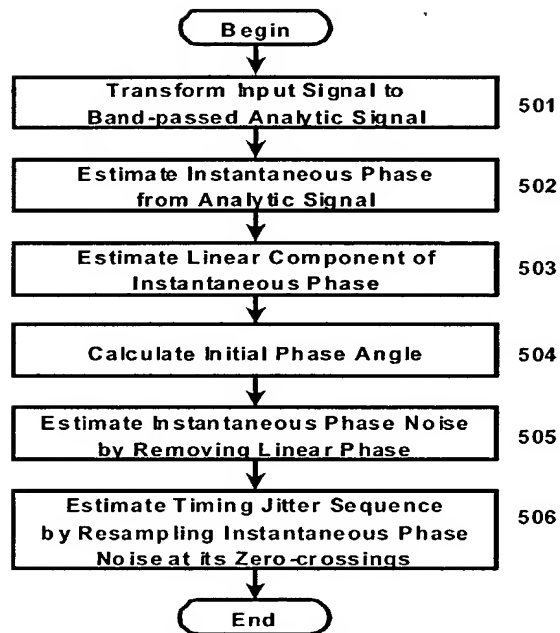 Begin
Transform Input Signal to
Band-passed Analytic Signal
501
Estimate Instantaneous Phase
from Analytic Signal
502
Estimate Linear Component of
Instantaneous Phase
503
Calculate Initial Phase Angle
504
Estimate Instantaneous Phase Noise
by Removing Linear Phase
505
Estimate Timing Jitter Sequence
by Resampling Instantaneous Phase
Noise at its Zero-crossings
506
End